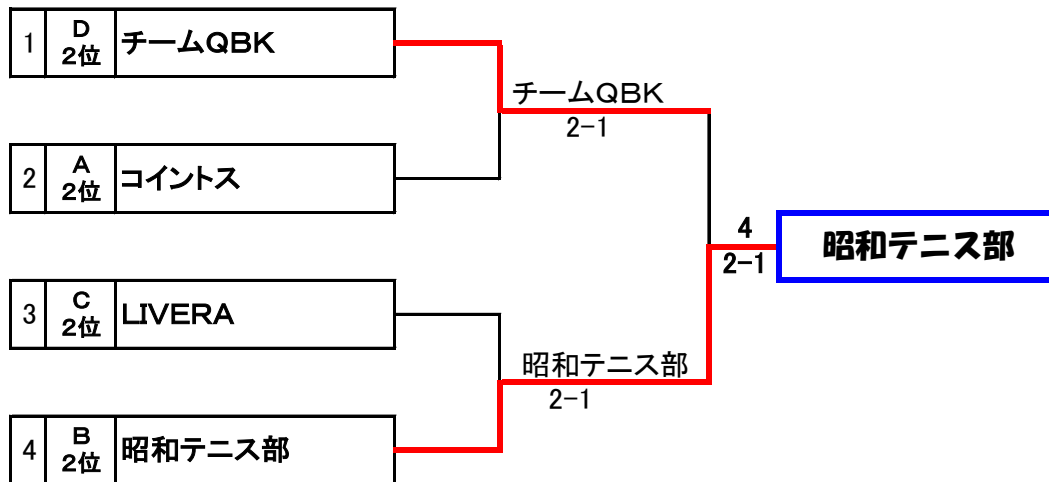 1
D
2位
チームQBK
チームQBK
2-1
2
A
2位
コイントス
4
2-1
昭和テニス部
3
C
2位
LIVERA
昭和テニス部
2-1
4
B
2位
昭和テニス部